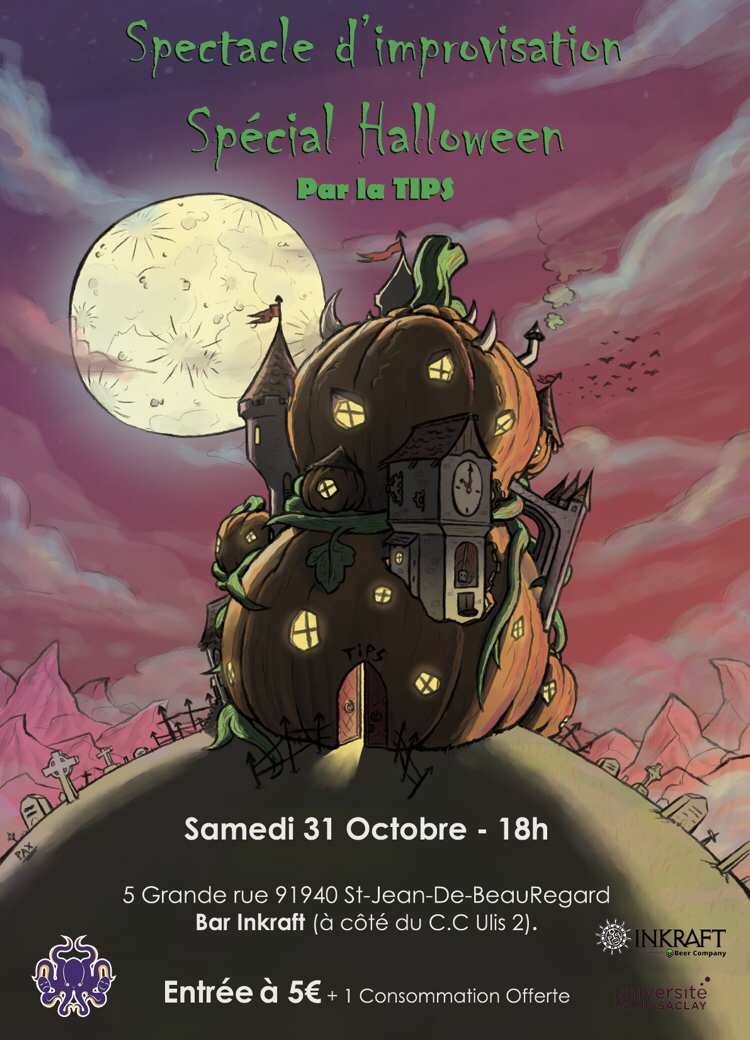 Spectacle d'improvisation
Spécial Halloween
Par la TIPS
TiPS
PAX
Samedi 31 Octobre - 18h
5 Grande rue 91940 St-Jean-De-BeauRegard
Bar Inkraft (à côté du C.C Ulis 2).
INKRAFT
Beer Company
Entrée à 5€ + 1 Consommation Offerte
université
PARIS-SACLAY